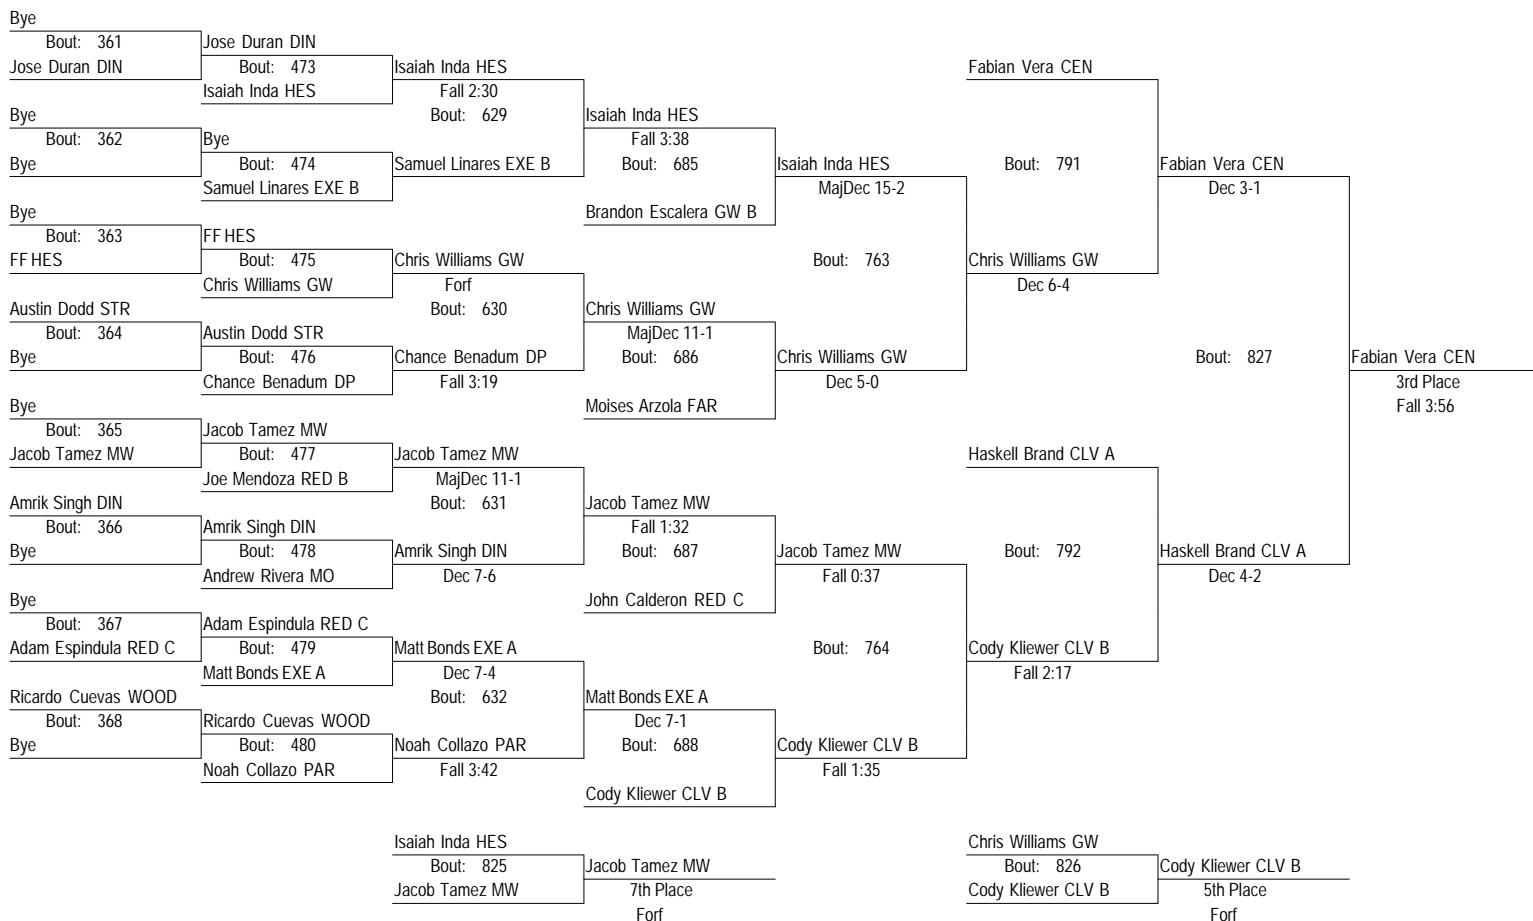 Bye
Bout: 361
Jose Duran DIN
Jose Duran DIN
Bout: 473
Isaiah Inda HES
Isaiah Inda HES
Fall 2:30
Bout: 629
Fabian Vera CEN
Bye
Bout: 362
Bye
Bye
Bout: 474
Samuel Linares EXE B
Samuel Linares EXE B
Isaiah Inda HES
Fall 3:38
Bout: 685
Brandon Escalera GW B
Isaiah Inda HES
MajDec 15-2
Bout: 791
Fabian Vera CEN
Dec 3-1
Bye
Bout: 363
FF HES
FF HES
Bout: 475
Chris Williams GW
Chris Williams GW
Forf
Bout: 630
Bout: 763
Chris Williams GW
Dec 6-4
Austin Dodd STR
Bout: 364
Bye
Austin Dodd STR
Bout: 476
Chance Benadum DP
Chance Benadum DP
Fall 3:19
Chris Williams GW
MajDec 11-1
Bout: 686
Moises Arzola FAR
Chris Williams GW
Dec 5-0
Bout: 827
Fabian Vera CEN
3rd Place
Fall 3:56
Bye
Bout: 365
Jacob Tamez MW
Jacob Tamez MW
Bout: 477
Joe Mendoza RED B
Jacob Tamez MW
MajDec 11-1
Bout: 631
Haskell Brand CLV A
Amrik Singh DIN
Bout: 366
Bye
Amrik Singh DIN
Bout: 478
Andrew Rivera MO
Amrik Singh DIN
Dec 7-6
Jacob Tamez MW
Fall 1:32
Bout: 687
John Calderon RED C
Jacob Tamez MW
Fall 0:37
Bout: 792
Haskell Brand CLV A
Dec 4-2
Bye
Bout: 367
Adam Espindula RED C
Adam Espindula RED C
Bout: 479
Matt Bonds EXE A
Matt Bonds EXE A
Dec 7-4
Bout: 632
Bout: 764
Cody Kliewer CLV B
Fall 2:17
Ricardo Cuevas WOOD
Bout: 368
Bye
Ricardo Cuevas WOOD
Bout: 480
Noah Collazo PAR
Noah Collazo PAR
Fall 3:42
Matt Bonds EXE A
Dec 7-1
Bout: 688
Cody Kliewer CLV B
Cody Kliewer CLV B
Fall 1:35
Isaiah Inda HES
Bout: 825
Jacob Tamez MW
Jacob Tamez MW
7th Place
Forf
Chris Williams GW
Bout: 826
Cody Kliewer CLV B
Cody Kliewer CLV B
5th Place
Forf